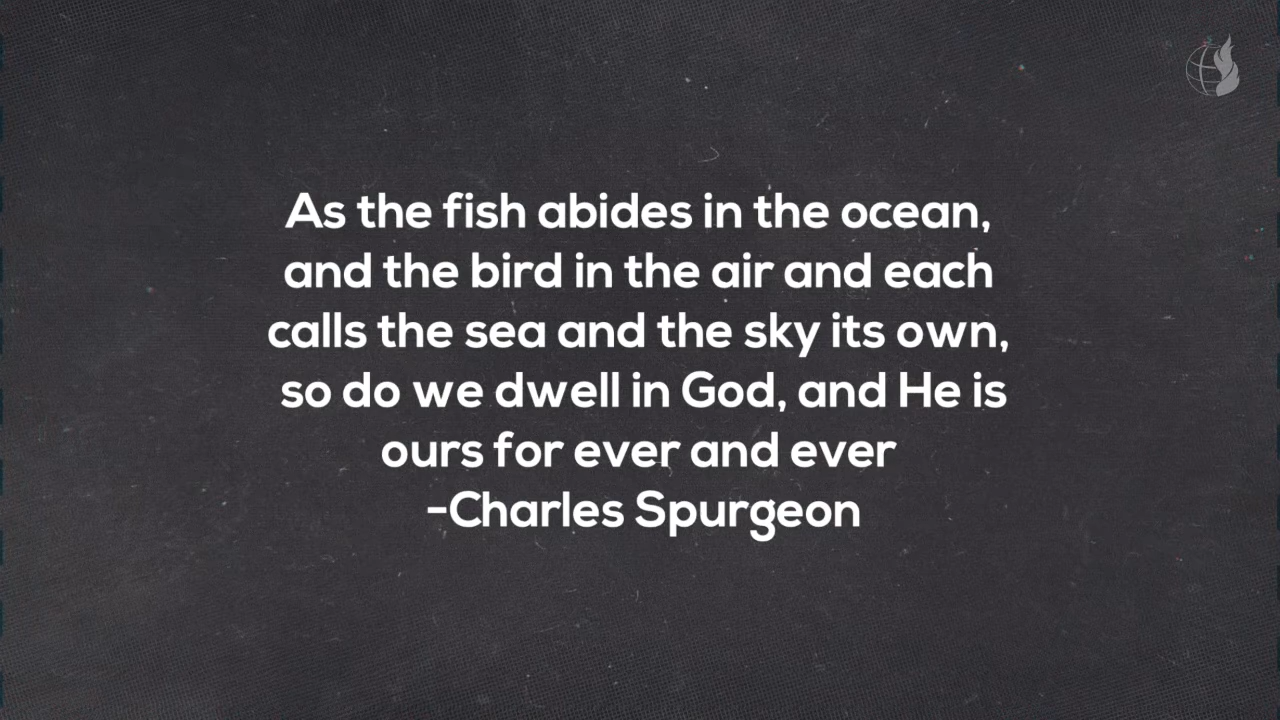 As the fish abides in the ocean,
and the bird in the air and each
calls the sea and the sky its own,
so do we dwell in God, and He is
ours for ever and ever
-Charles Spurgeon